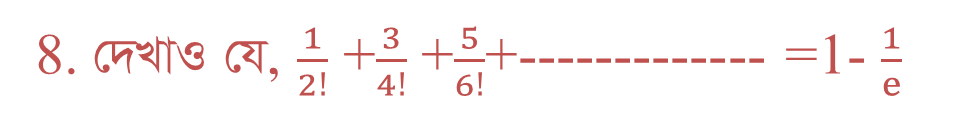 8. দেখাও যে, 1/2! + 3/4! + 5/6! + ------------- =1- 1/e